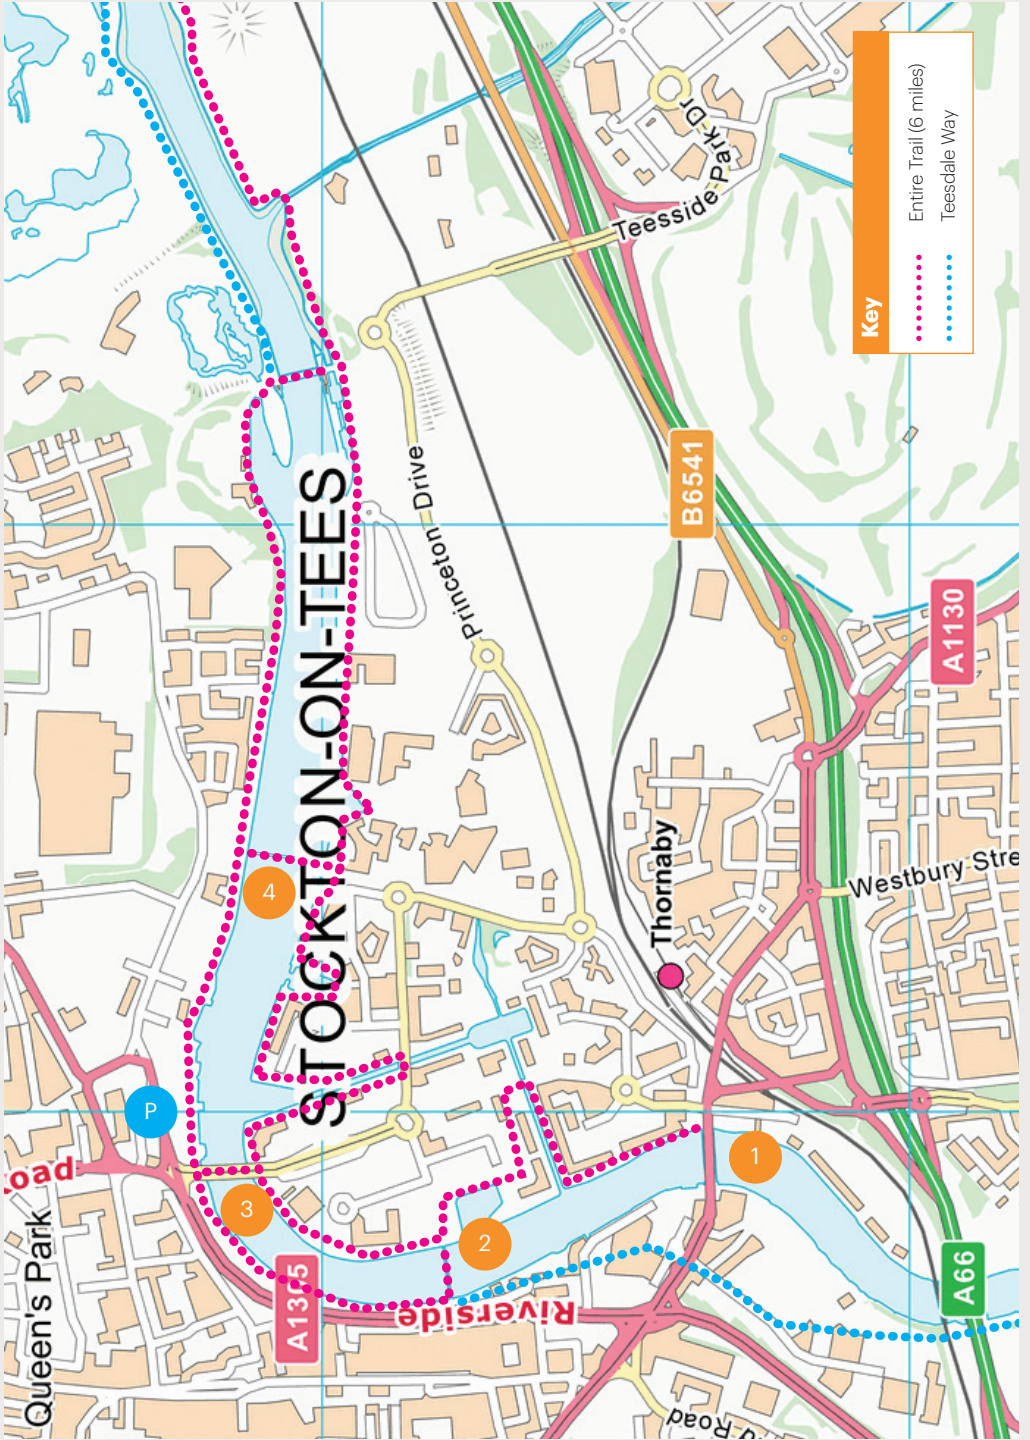 Key
Entire Trail (6 miles)
Teesdale Way
Teesside Park Dr
Princeton Drive
B6541
A1130
STOCKTON-ON-TEES
Thornaby
Westbury Stre
P
4
3
2
1
oad
Queen's Park
A1305
Riverside
A66
d Road